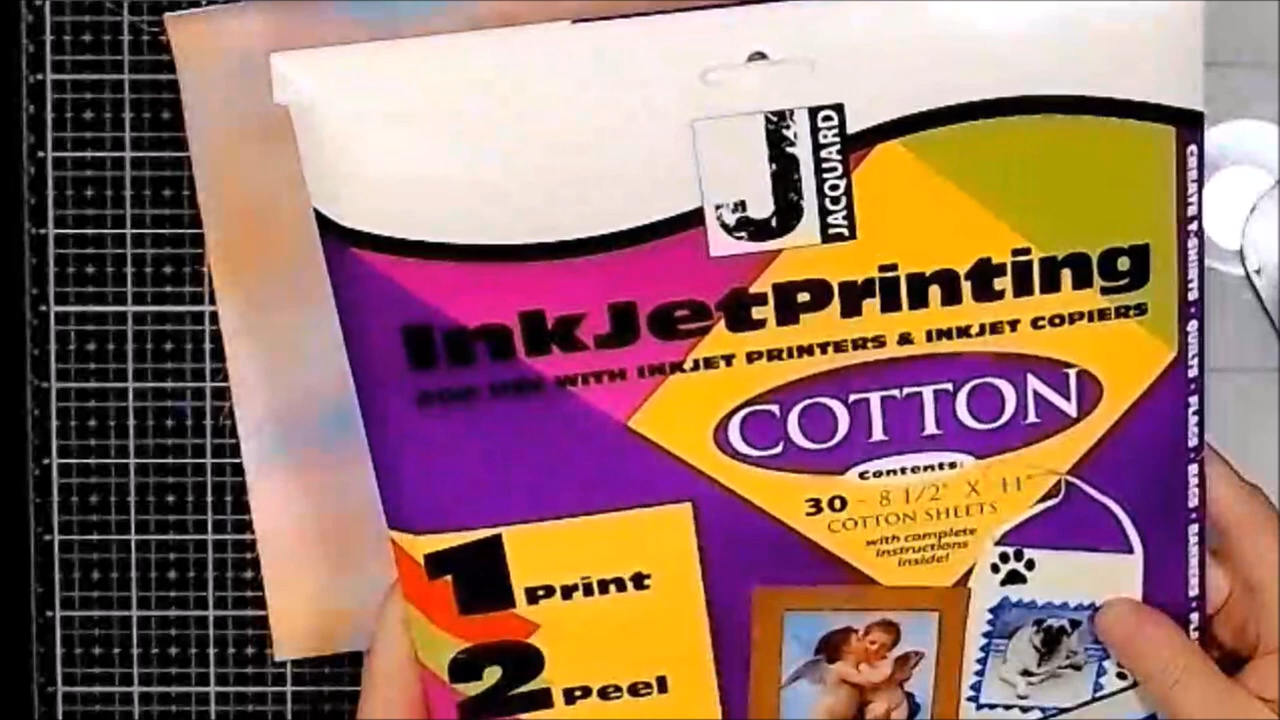 J
JACQUARD
InkJetPrinting
FOR USE WITH INKJET PRINTERS & INKJET COPIERS
COTTON
Contents:
30 - 8 1/2" X 11"
COTTON SHEETS
with complete
instructions
inside!
1 Print
2 Peel
CREATE T-SHIRTS · QUILTS · FLAGS · BAGS · BANNERS ·